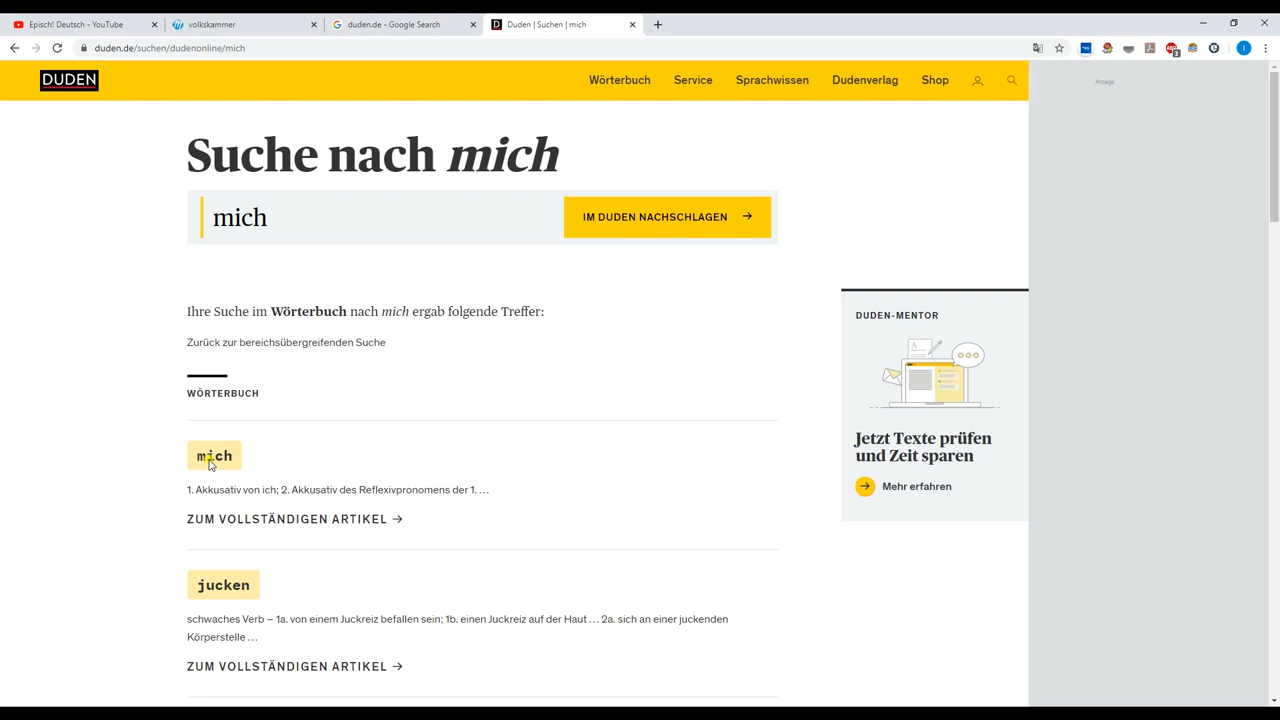 Episch! Deutsch - YouTube
volkskammer
duden.de - Google Search
Duden | Suchen | mich
duden.de/suchen/dudenonline/mich
DUDEN
Wörterbuch
Service
Sprachwissen
Dudenverlag
Shop
Anzeige
Suche nach mich
mich
IM DUDEN NACHSCHLAGEN
Ihre Suche im Wörterbuch nach mich ergab folgende Treffer:
Zurück zur bereichsübergreifenden Suche
WÖRTERBUCH
mich
1. Akkusativ von ich; 2. Akkusativ des Reflexivpronomens der 1. …
ZUM VOLLSTÄNDIGEN ARTIKEL
jucken
schwaches Verb – 1a. von einem Juckreiz befallen sein; 1b. einen Juckreiz auf der Haut … 2a. sich an einer juckenden
Körperstelle …
ZUM VOLLSTÄNDIGEN ARTIKEL
DUDEN-MENTOR
A
Jetzt Texte prüfen
und Zeit sparen
Mehr erfahren